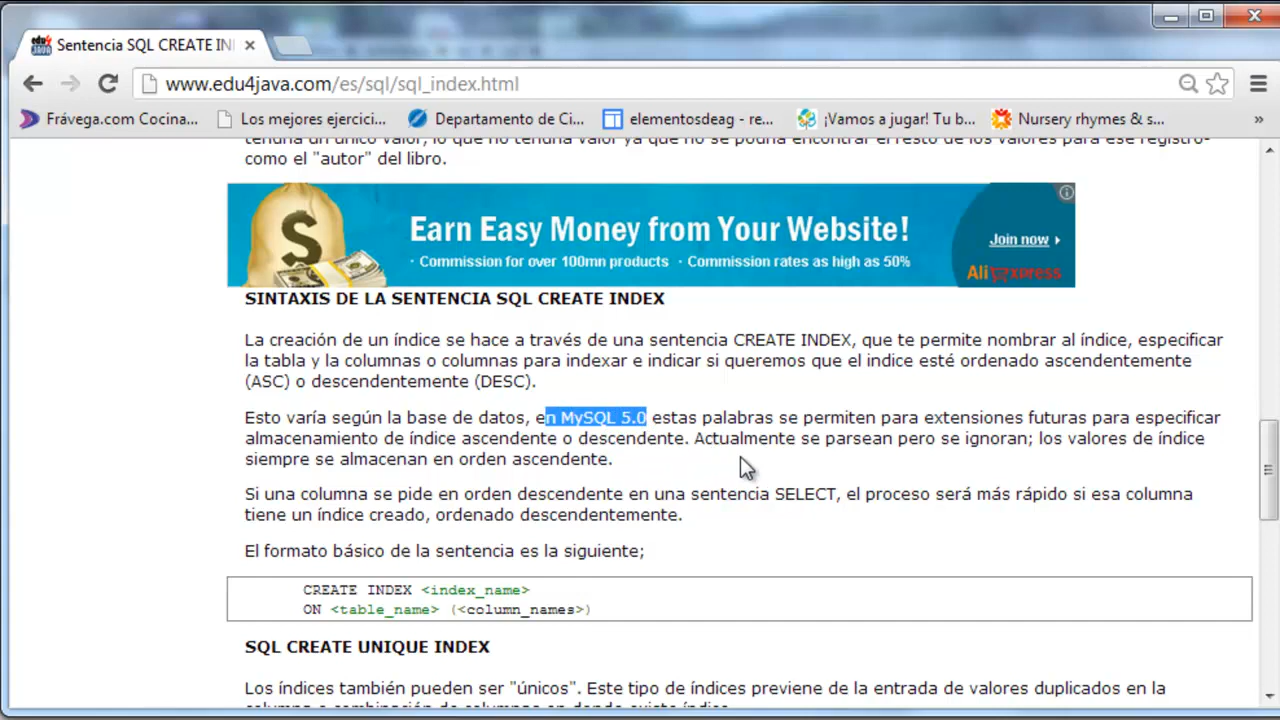 Sentencia SQL CREATE IN
www.edu4java.com/es/sql/sql_index.html
Frávega.com Cocina... Los mejores ejercici... Departamento de Ci... elementosdeag - re... ¡Vamos a jugar! Tu b... Nursery rhymes & s... »
tendría un único valor, lo que no tendría valor ya que no se podría encontrar el resto de los valores para ese registro-
como el "autor" del libro.
Earn Easy Money from Your Website!
· Commission for over 100mn products · Commission rates as high as 50%
Join now
AliExpress
SINTAXIS DE LA SENTENCIA SQL CREATE INDEX
La creación de un índice se hace a través de una sentencia CREATE INDEX, que te permite nombrar al índice, especificar
la tabla y la columnas o columnas para indexar e indicar si queremos que el indice esté ordenado ascendentemente
(ASC) o descendentemente (DESC).
Esto varía según la base de datos, en MySQL 5.0 estas palabras se permiten para extensiones futuras para especificar
almacenamiento de índice ascendente o descendente. Actualmente se parsean pero se ignoran; los valores de índice
siempre se almacenan en orden ascendente.
Si una columna se pide en orden descendente en una sentencia SELECT, el proceso será más rápido si esa columna
tiene un índice creado, ordenado descendentemente.
El formato básico de la sentencia es la siguiente;
CREATE INDEX <index_name>
ON <table_name> (<column_names>)
SQL CREATE UNIQUE INDEX
Los índices también pueden ser "únicos". Este tipo de índices previene de la entrada de valores duplicados en la
columna o combinación de columnas en donde existe índice